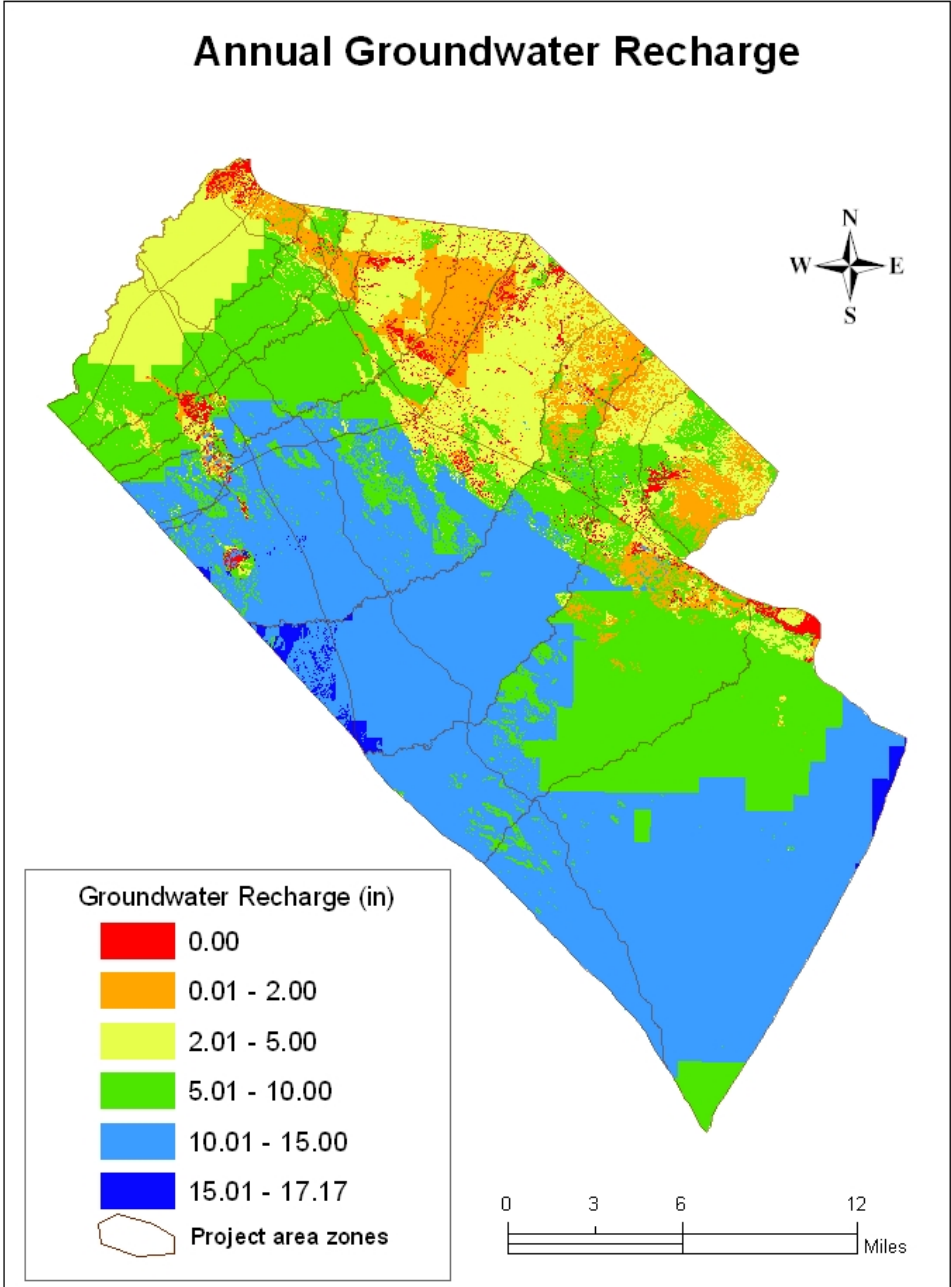 Annual Groundwater Recharge
N
W E
S
Groundwater Recharge (in)
0.00
0.01 - 2.00
2.01 - 5.00
5.01 - 10.00
10.01 - 15.00
15.01 - 17.17
Project area zones
0 3 6 12
Miles